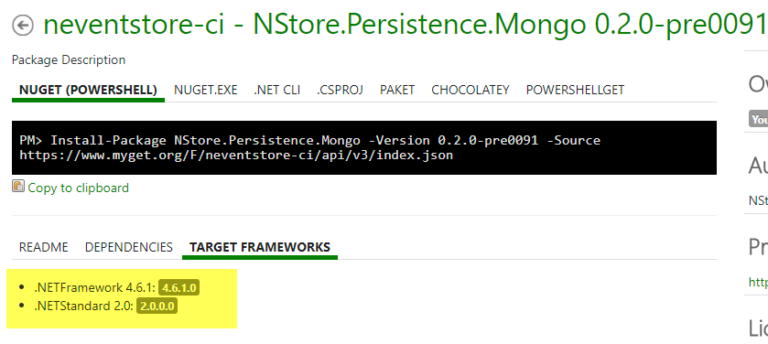 neventstore-ci - NStore.Persistence.Mongo 0.2.0-pre0091
Package Description
NUGET (POWERSHELL) NUGET.EXE .NET CLI .CSPROJ PAKET CHOCOLATEY POWERSHELLGET
PM> Install-Package NStore.Persistence.Mongo -Version 0.2.0-pre0091 -Source
https://www.myget.org/F/neventstore-ci/api/v3/index.json
Copy to clipboard
README DEPENDENCIES TARGET FRAMEWORKS
.NETFramework 4.6.1: 4.6.1.0
.NETStandard 2.0: 2.0.0.0
Ow
You
Au
NSt
Pr
http
Lic